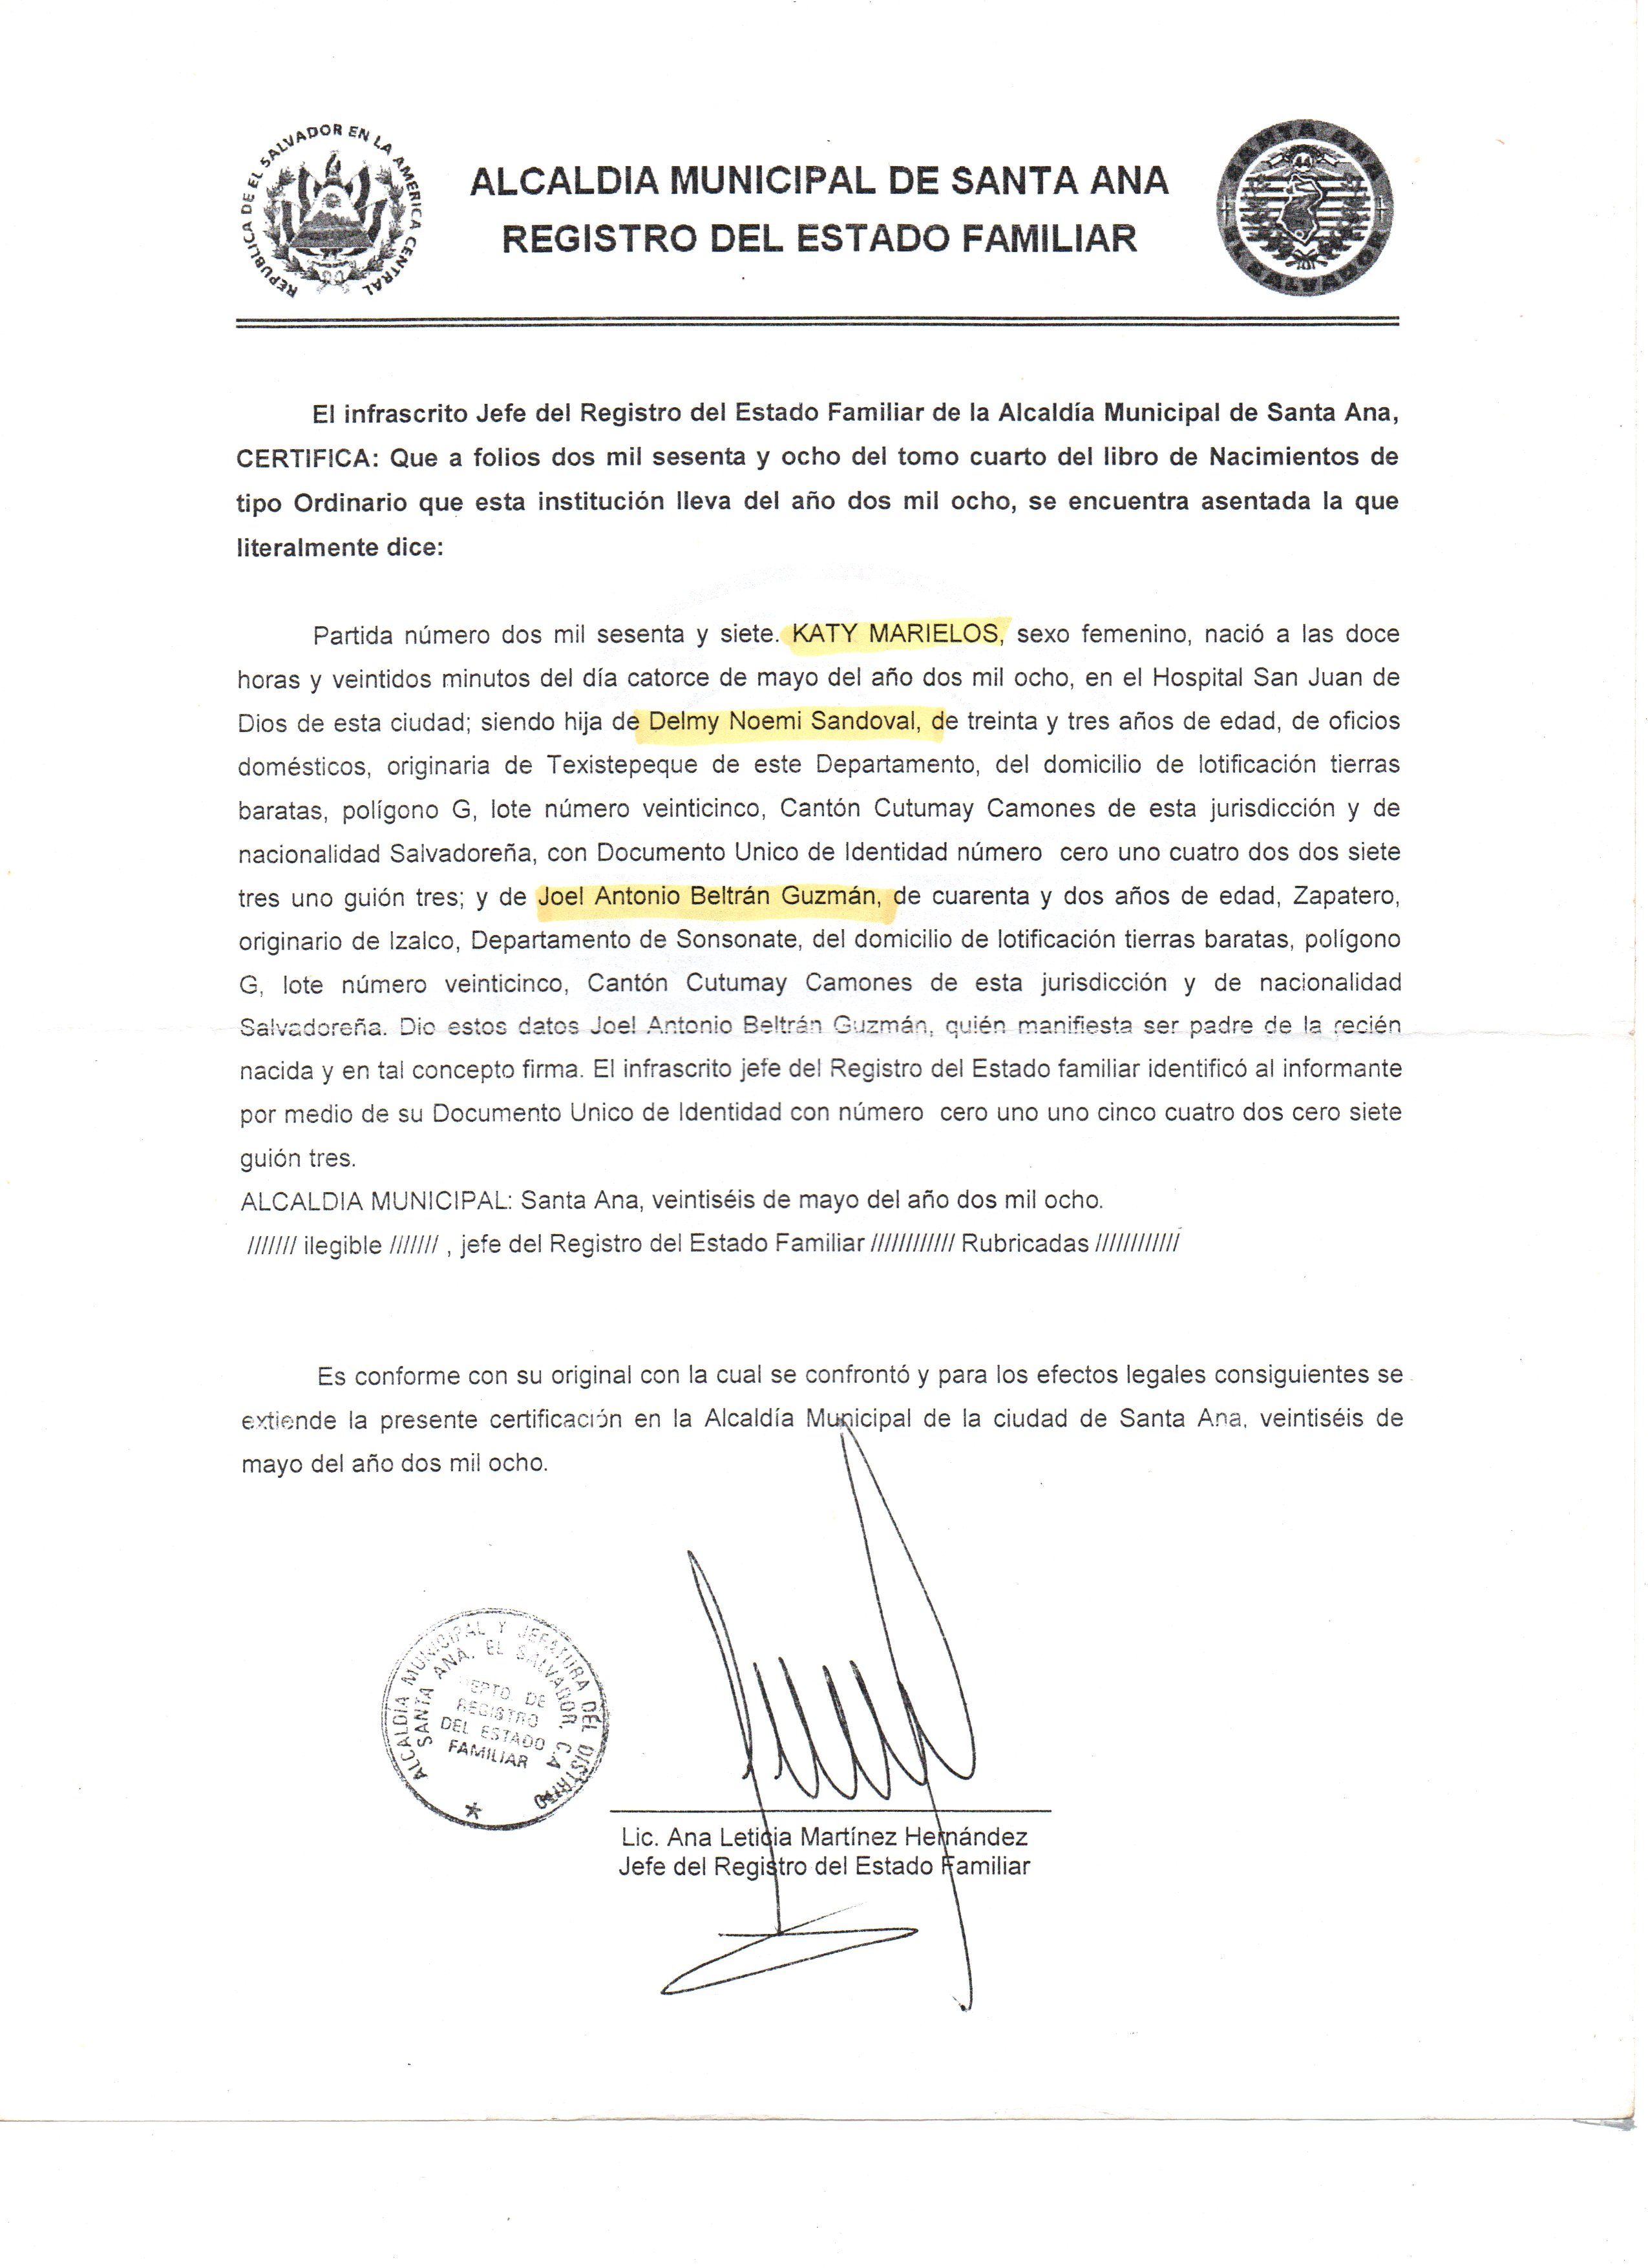 REPUBLICA DE EL SALVADOR EN LA AMERICA CENTRAL
ALCALDIA MUNICIPAL DE SANTA ANA
REGISTRO DEL ESTADO FAMILIAR
SANTA ANA
44
EL SALVADOR
El infrascrito Jefe del Registro del Estado Familiar de la Alcaldía Municipal de Santa Ana,
CERTIFICA: Que a folios dos mil sesenta y ocho del tomo cuarto del libro de Nacimientos de
tipo Ordinario que esta institución lleva del año dos mil ocho, se encuentra asentada la que
literalmente dice:
Partida número dos mil sesenta y siete. KATY MARIELOS, sexo femenino, nació a las doce
horas y veintidos minutos del día catorce de mayo del año dos mil ocho, en el Hospital San Juan de
Dios de esta ciudad; siendo hija de Delmy Noemi Sandoval, de treinta y tres años de edad, de oficios
domésticos, originaria de Texistepeque de este Departamento, del domicilio de lotificación tierras
baratas, polígono G, lote número veinticinco, Cantón Cutumay Camones de esta jurisdicción y de
nacionalidad Salvadoreña, con Documento Unico de Identidad número cero uno cuatro dos dos siete
tres uno guión tres; y de Joel Antonio Beltrán Guzmán, de cuarenta y dos años de edad, Zapatero,
originario de Izalco, Departamento de Sonsonate, del domicilio de lotificación tierras baratas, polígono
G, lote número veinticinco, Cantón Cutumay Camones de esta jurisdicción y de nacionalidad
Salvadoreña. Dio estos datos Joel Antonio Beltrán Guzmán, quién manifiesta ser padre de la recién
nacida y en tal concepto firma. El infrascrito jefe del Registro del Estado familiar identificó al informante
por medio de su Documento Unico de Identidad con número cero uno uno cinco cuatro dos cero siete
guión tres.
ALCALDIA MUNICIPAL: Santa Ana, veintiséis de mayo del año dos mil ocho.
/////// ilegible /////// , jefe del Registro del Estado Familiar //////////// Rubricadas ////////////
Es conforme con su original con la cual se confrontó y para los efectos legales consiguientes se
extiende la presente certificación en la Alcaldía Municipal de la ciudad de Santa Ana, veintiséis de
mayo del año dos mil ocho.
ALCALDÍA MUNICIPAL Y JEFATURA DEL DISTRITO
SANTA ANA, EL SALVADOR, C.A
DEPTO DE
REGISTRO
DEL ESTADO
FAMILIAR
Lic. Ana Leticia Martínez Hernández
Jefe del Registro del Estado Familiar